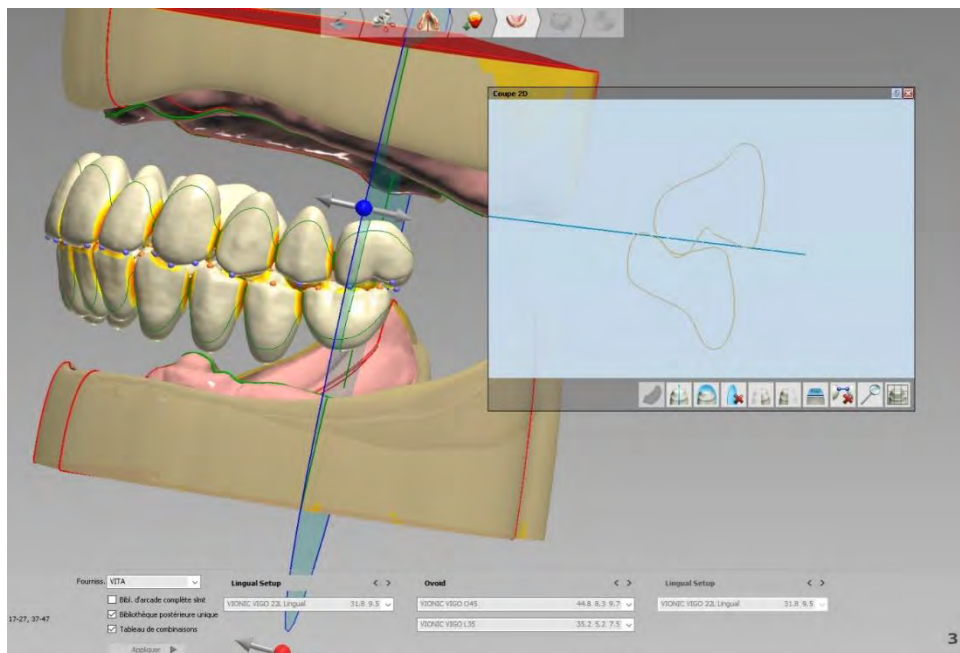 Coupe 2D
Fourniss. VITA
Bibl. d'arcade complète slmt
Bibliothèque postérieure unique
Tableau de combinaisons
Appliquer
17-27, 37-47
Lingual Setup < >
VIONIC VIGO 22L Lingual 31.8 9.5
Ovoid < >
VIONIC VIGO O45 44.8 8.3 9.7
VIONIC VIGO L35 35.2 5.2 7.5
Lingual Setup < >
VIONIC VIGO 22L Lingual 31.8 9.5
3